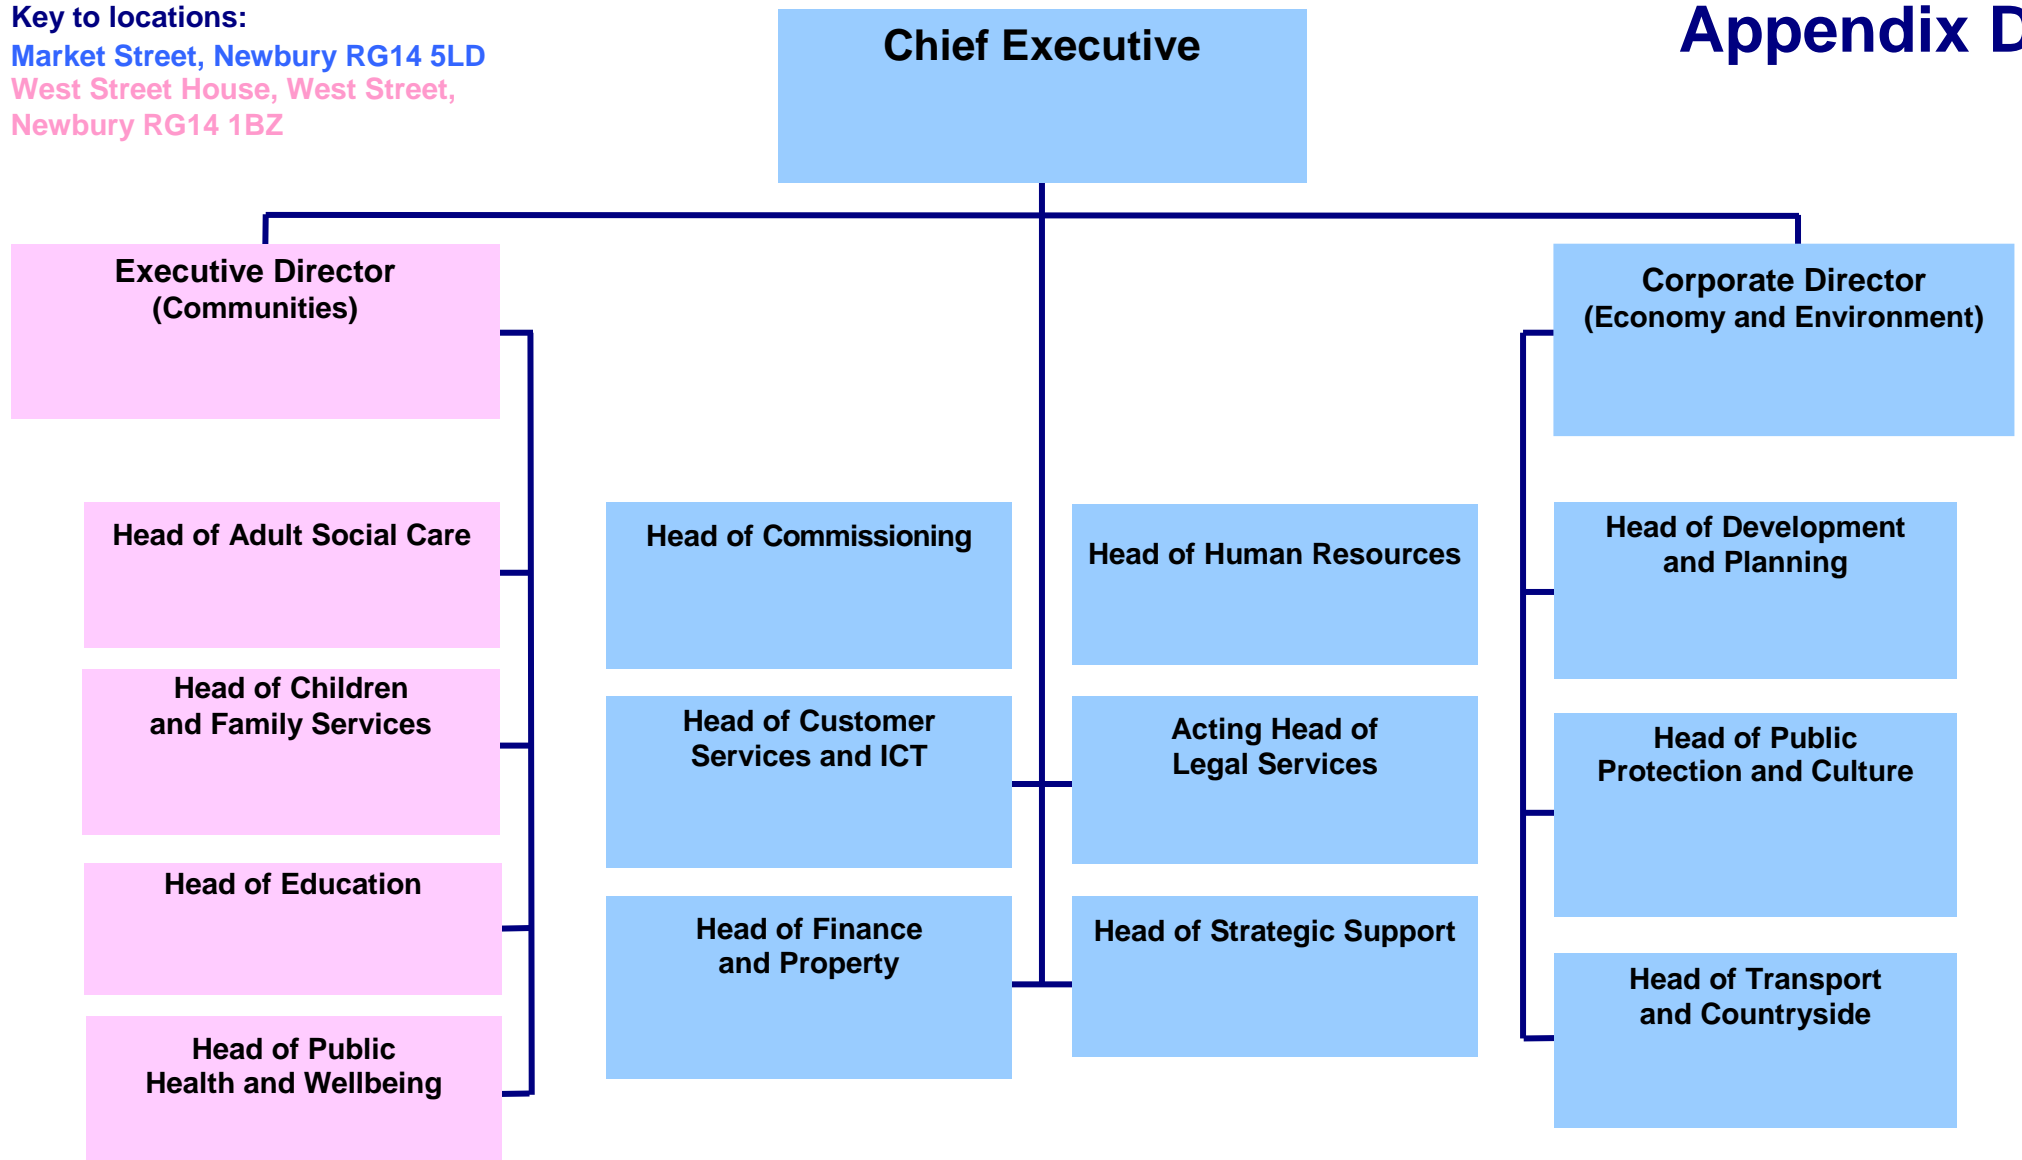 Key to locations:
Market Street, Newbury RG14 5LD
West Street House, West Street,
Newbury RG14 1BZ
Chief Executive
Appendix D
Executive Director
(Communities)
Corporate Director
(Economy and Environment)
Head of Adult Social Care
Head of Children
and Family Services
Head of Education
Head of Public
Health and Wellbeing
Head of Commissioning
Head of Customer
Services and ICT
Head of Finance
and Property
Head of Human Resources
Acting Head of
Legal Services
Head of Strategic Support
Head of Development
and Planning
Head of Public
Protection and Culture
Head of Transport
and Countryside